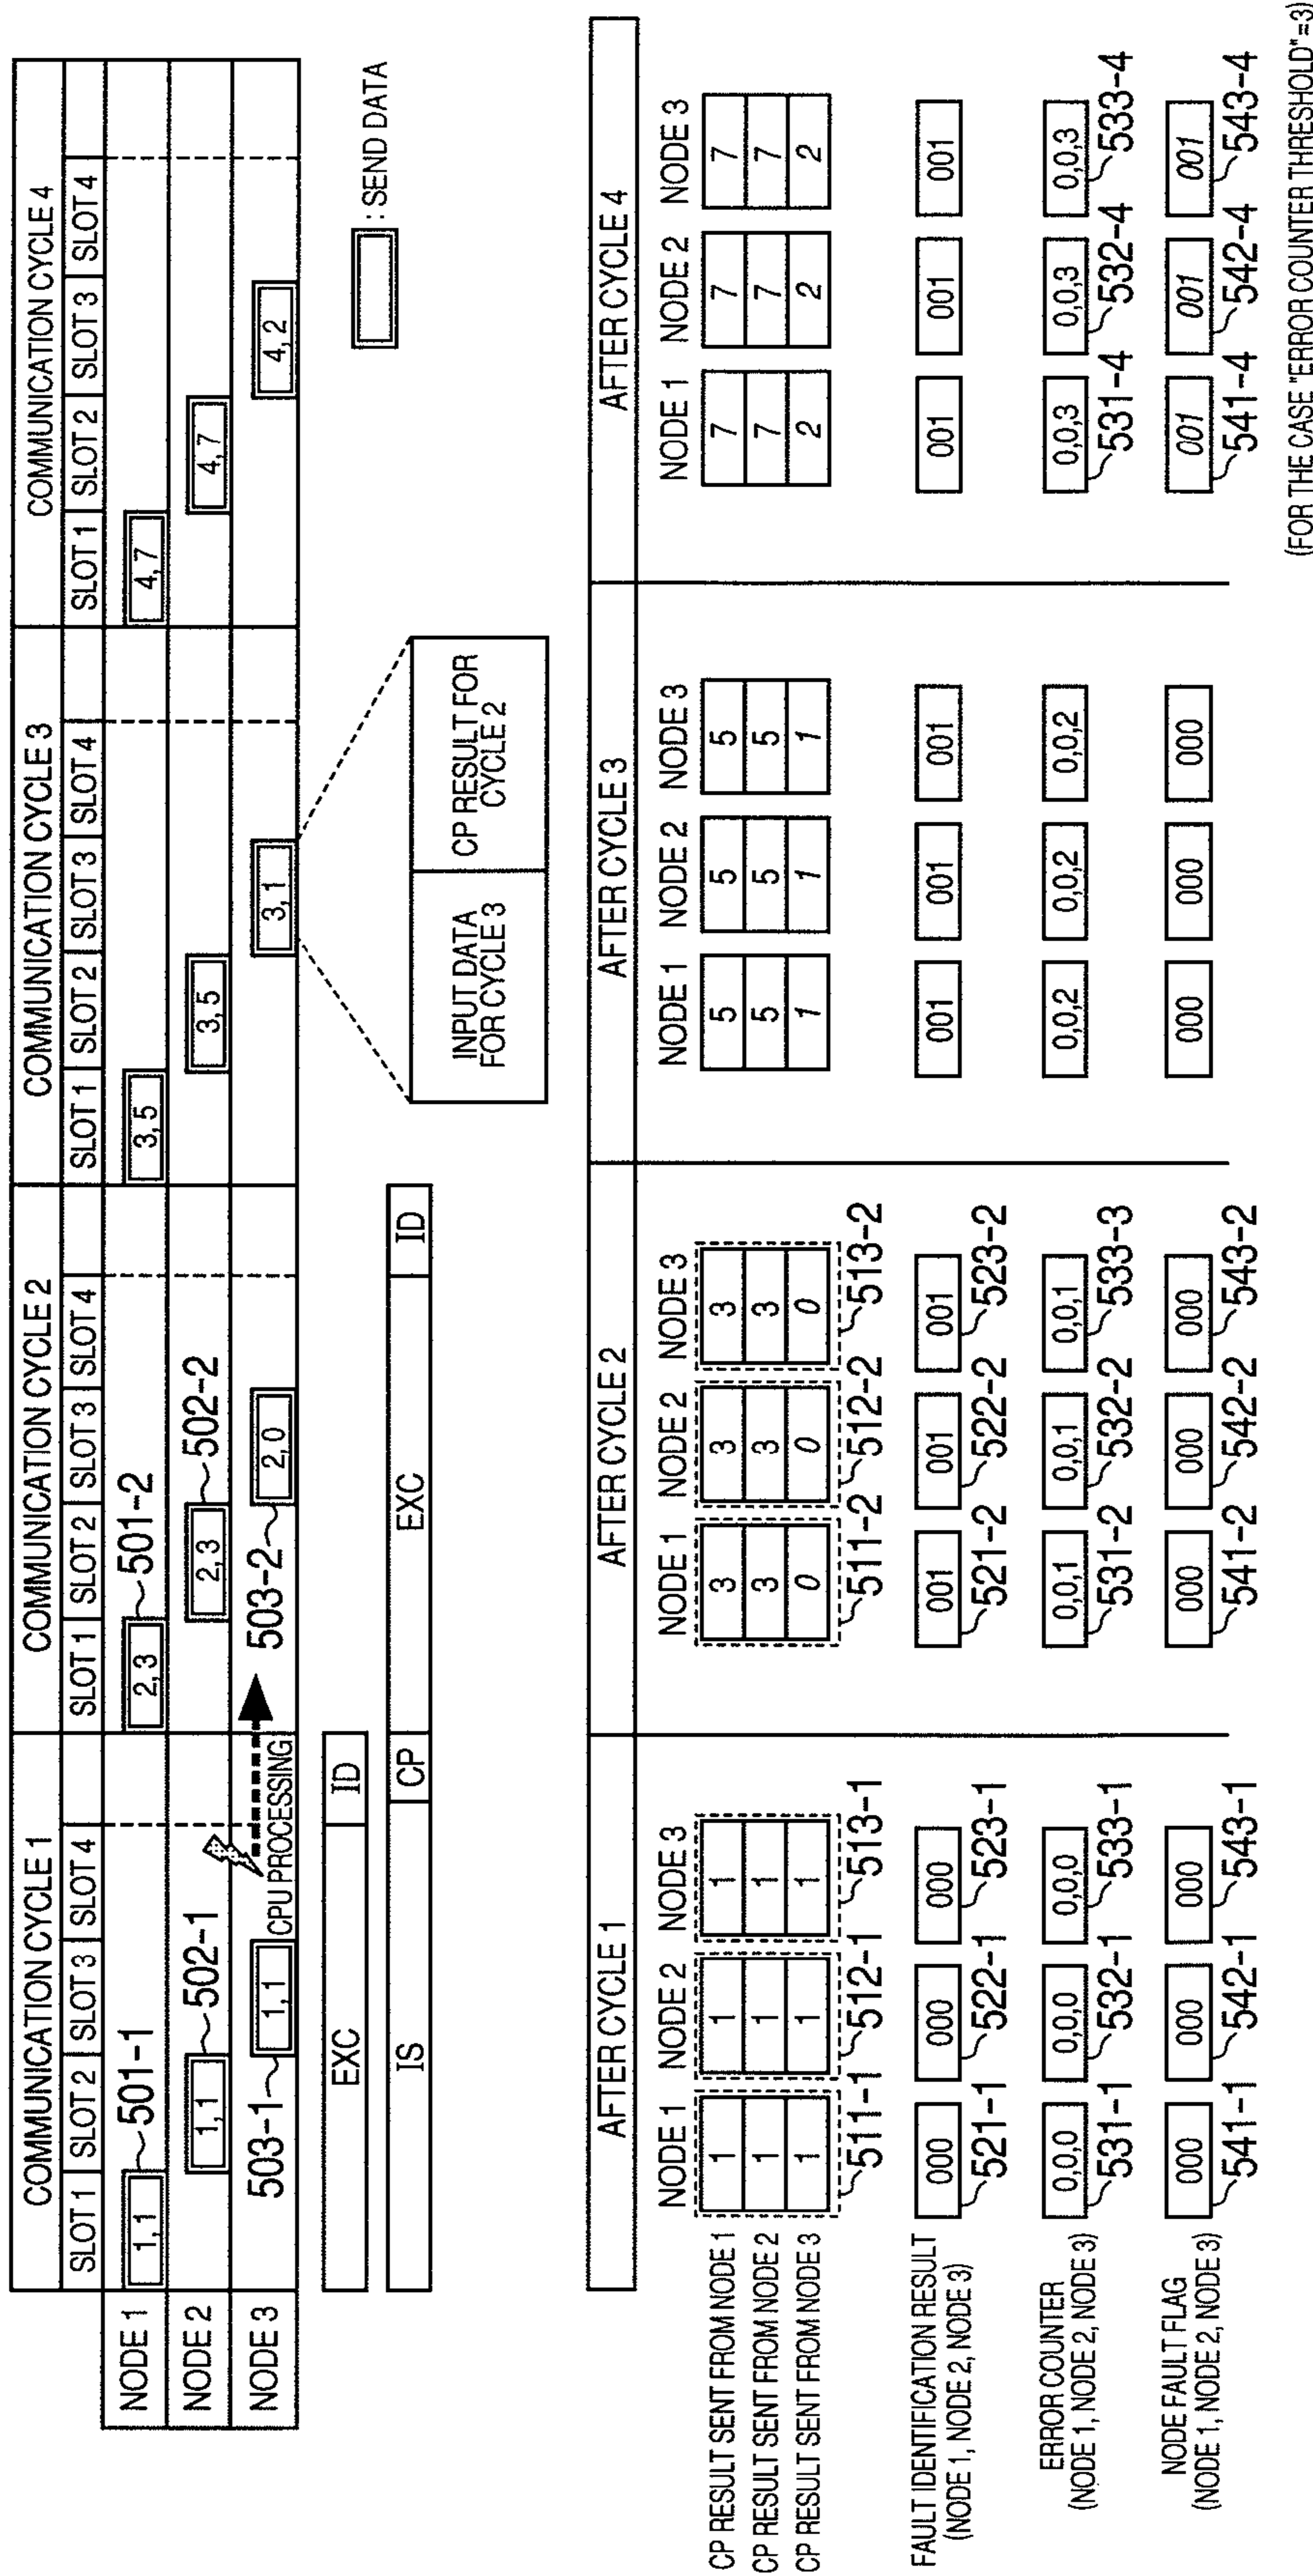 COMMUNICATION CYCLE 1 COMMUNICATION CYCLE 2 COMMUNICATION CYCLE 3 COMMUNICATION CYCLE 4
SLOT 1 SLOT 2 SLOT 3 SLOT 4 SLOT 1 SLOT 2 SLOT 3 SLOT 4 SLOT 1 SLOT 2 SLOT 3 SLOT 4 SLOT 1 SLOT 2 SLOT 3 SLOT 4
NODE 1 1,1 501-1 2,3 501-2 3,5 4,7
NODE 2 1,1 502-1 2,3 502-2 3,5 4,7
NODE 3 503-1 1,1 CPU PROCESSING 503-2 2,0 3,1 4,2
EXC ID
: SEND DATA
IS CP EXC ID
INPUT DATA
FOR CYCLE 3
CP RESULT FOR
CYCLE 2
AFTER CYCLE 1 AFTER CYCLE 2 AFTER CYCLE 3 AFTER CYCLE 4
NODE 1 NODE 2 NODE 3 NODE 1 NODE 2 NODE 3 NODE 1 NODE 2 NODE 3 NODE 1 NODE 2 NODE 3
CP RESULT SENT FROM NODE 1 1 1 1 3 3 3 5 5 5 7 7 7
CP RESULT SENT FROM NODE 2 1 1 1 3 3 3 5 5 5 7 7 7
CP RESULT SENT FROM NODE 3 1 1 1 0 0 0 1 1 1 2 2 2
511-1 512-1 513-1 511-2 512-2 513-2
FAULT IDENTIFICATION RESULT 000 000 000 001 001 001 001 001 001 001 001 001
(NODE 1, NODE 2, NODE 3) 521-1 522-1 523-1 521-2 522-2 523-2
ERROR COUNTER 0,0,0 0,0,0 0,0,0 0,0,1 0,0,1 0,0,1 0,0,2 0,0,2 0,0,2 0,0,3 0,0,3 0,0,3
(NODE 1, NODE 2, NODE 3) 531-1 532-1 533-1 531-2 532-2 533-3 531-4 532-4 533-4
NODE FAULT FLAG 000 000 000 000 000 000 000 000 000 001 001 001
(NODE 1, NODE 2, NODE 3) 541-1 542-1 543-1 541-2 542-2 543-2 541-4 542-4 543-4
(FOR THE CASE "ERROR COUNTER THRESHOLD"=3)